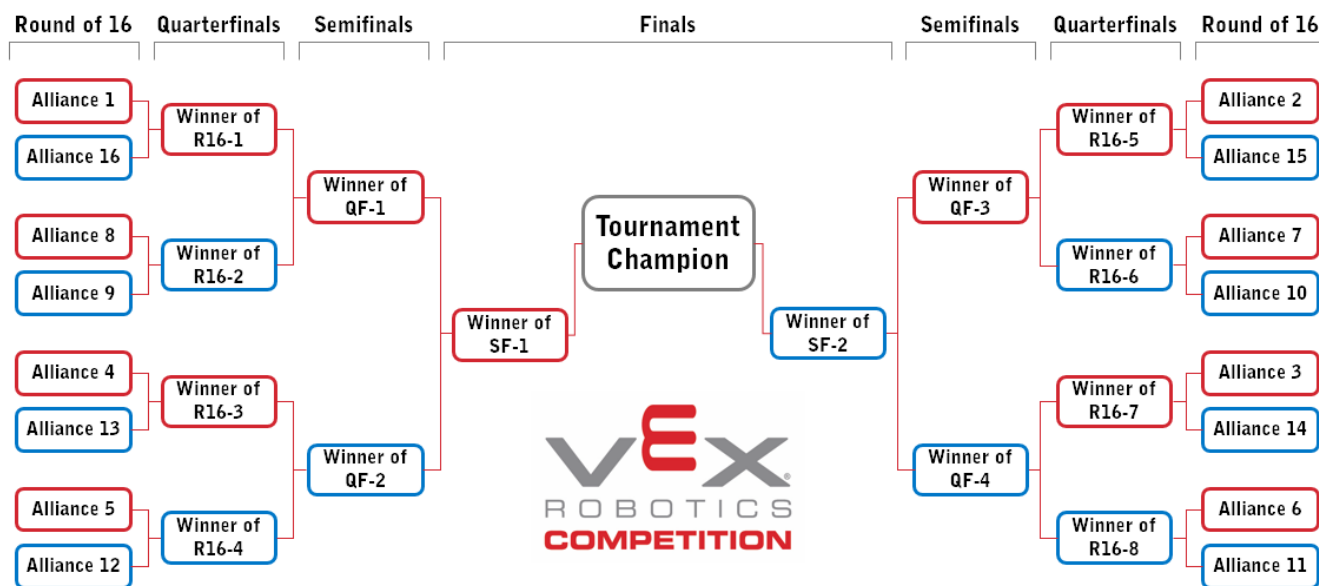 Round of 16
Quarterfinals
Semifinals
Finals
Semifinals
Quarterfinals
Round of 16
Alliance 1
Alliance 16
Alliance 8
Alliance 9
Alliance 4
Alliance 13
Alliance 5
Alliance 12
Winner of
R16-1
Winner of
R16-2
Winner of
R16-3
Winner of
R16-4
Winner of
QF-1
Winner of
QF-2
Winner of
SF-1
Tournament
Champion
Winner of
SF-2
Winner of
QF-3
Winner of
QF-4
Winner of
R16-5
Winner of
R16-6
Winner of
R16-7
Winner of
R16-8
Alliance 2
Alliance 15
Alliance 7
Alliance 10
Alliance 3
Alliance 14
Alliance 6
Alliance 11
VEX®
ROBOTICS
COMPETITION